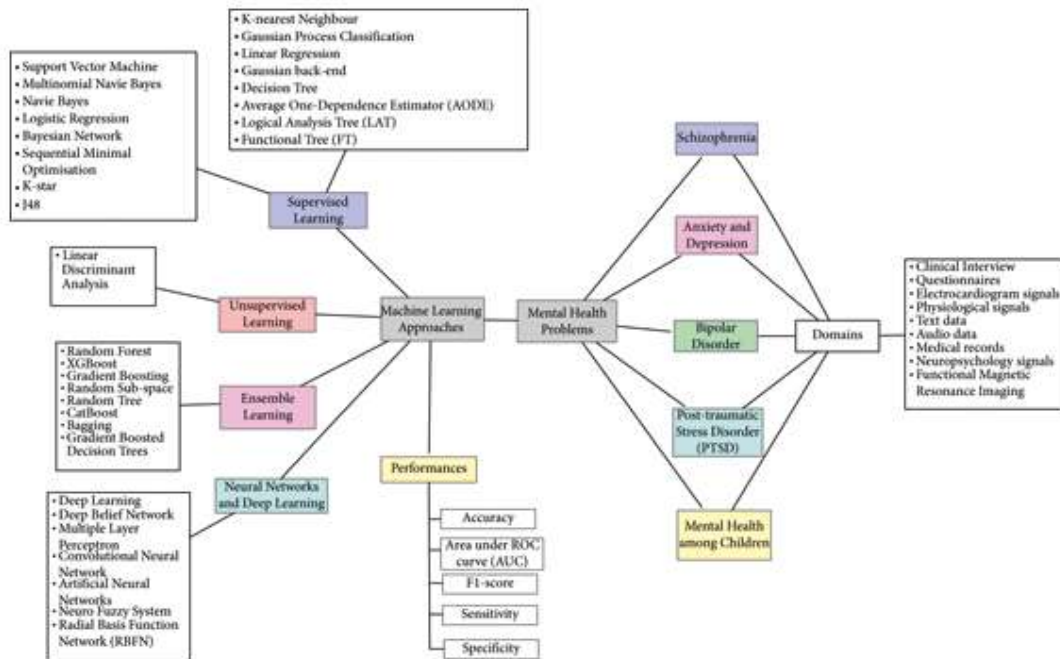 • K-nearest Neighbour
• Gaussian Process Classification
• Linear Regression
• Gaussian back-end
• Decision Tree
• Average One-Dependence Estimator (AODE)
• Logical Analysis Tree (LAT)
• Functional Tree (FT)
• Support Vector Machine
• Multinomial Navie Bayes
• Navie Bayes
• Logistic Regression
• Bayesian Network
• Sequential Minimal
Optimisation
• K-star
• J48
Supervised
Learning
• Linear
Discriminant
Analysis
Unsupervised
Learning
• Random Forest
• XGBoost
• Gradient Boosting
• Random Sub-space
• Random Tree
• CatBoost
• Bagging
• Gradient Boosted
Decision Trees
Ensemble
Learning
• Deep Learning
• Deep Belief Network
• Multiple Layer
Perceptron
• Convolutional Neural
Network
• Artificial Neural
Networks
• Neuro Fuzzy System
• Radial Basis Function
Network (RBFN)
Neural Networks
and Deep Learning
Machine Learning
Approaches
Performances
Accuracy
Area under ROC
curve (AUC)
F1-score
Sensitivity
Specificity
Mental Health
Problems
Schizophrenia
Anxiety and
Depression
Bipolar
Disorder
Post-traumatic
Stress Disorder
(PTSD)
Mental Health
among Children
Domains
• Clinical Interview
• Questionnaires
• Electrocardiogram signals
• Physiological signals
• Text data
• Audio data
• Medical records
• Neuropsychology signals
• Functional Magnetic
Resonance Imaging